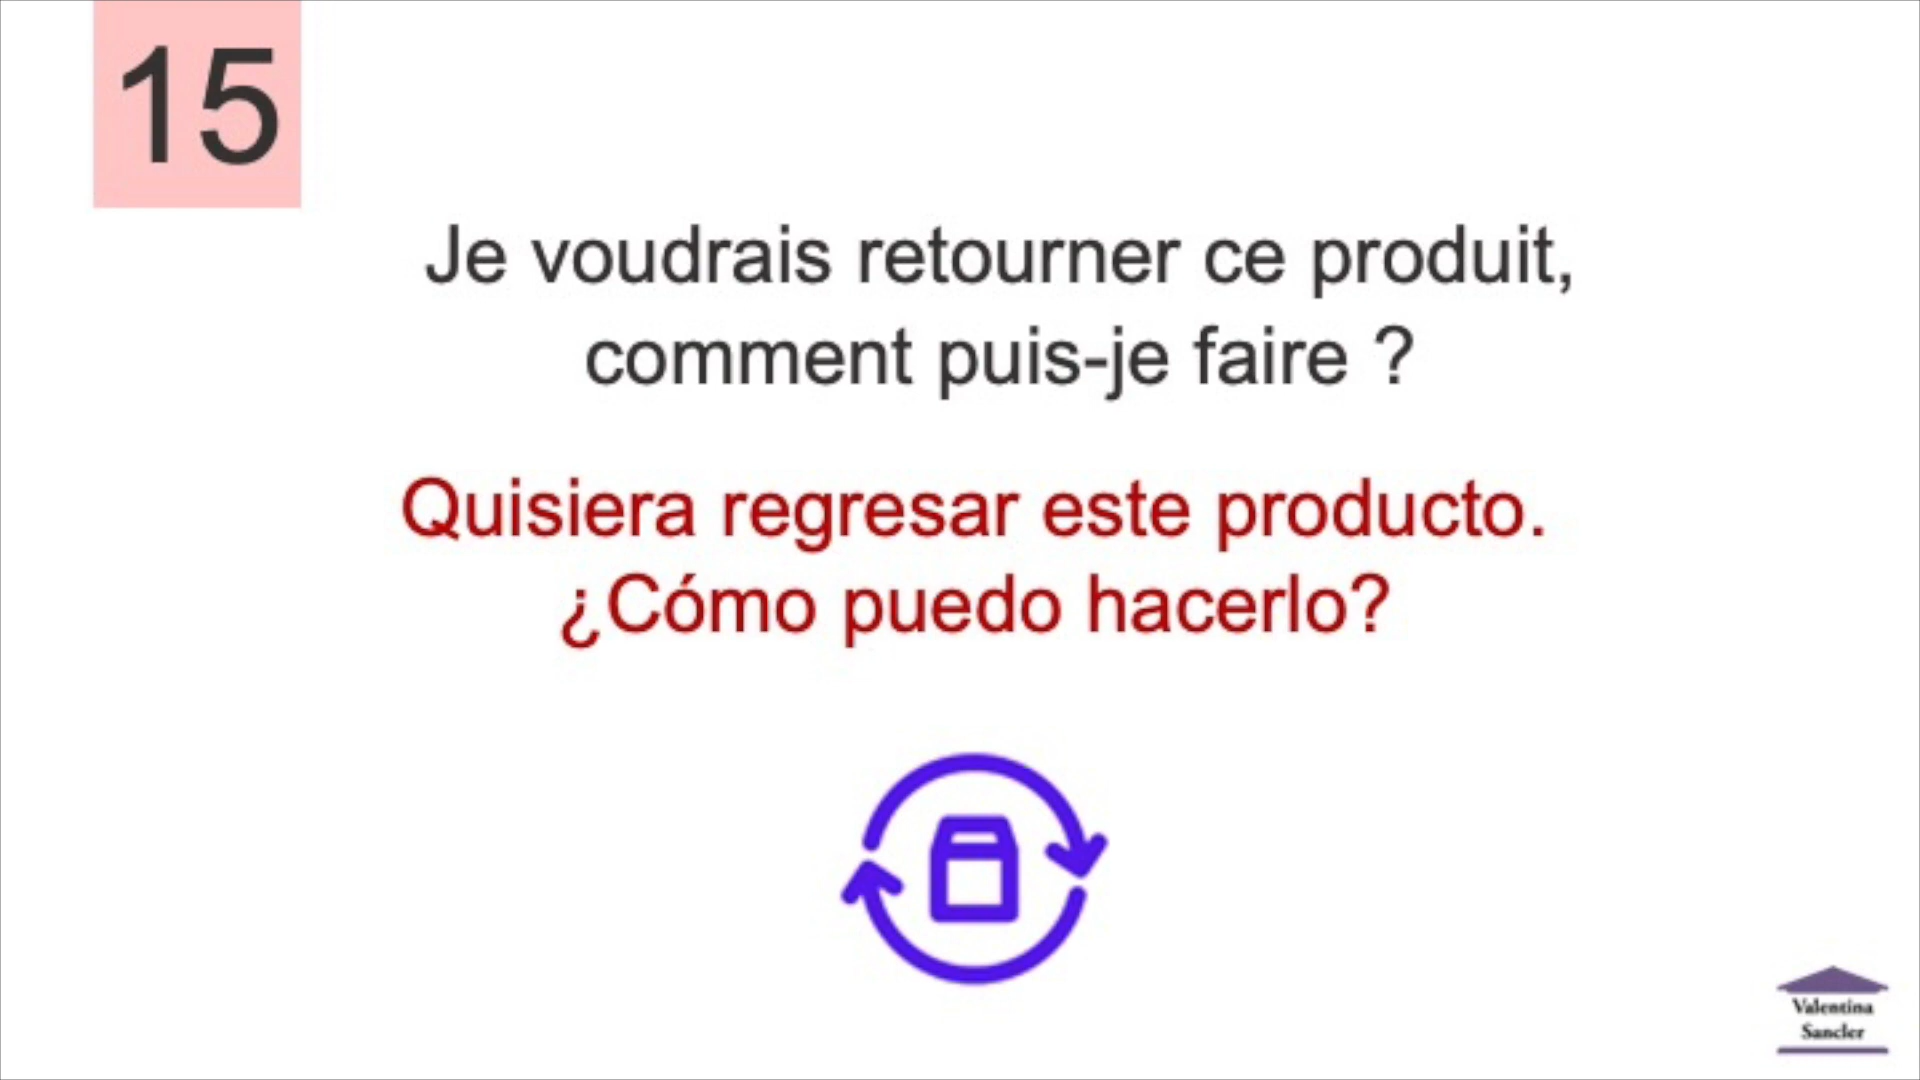 15
Je voudrais retourner ce produit,
comment puis-je faire ?
Quisiera regresar este producto.
¿Cómo puedo hacerlo?
Valentina
Sancler